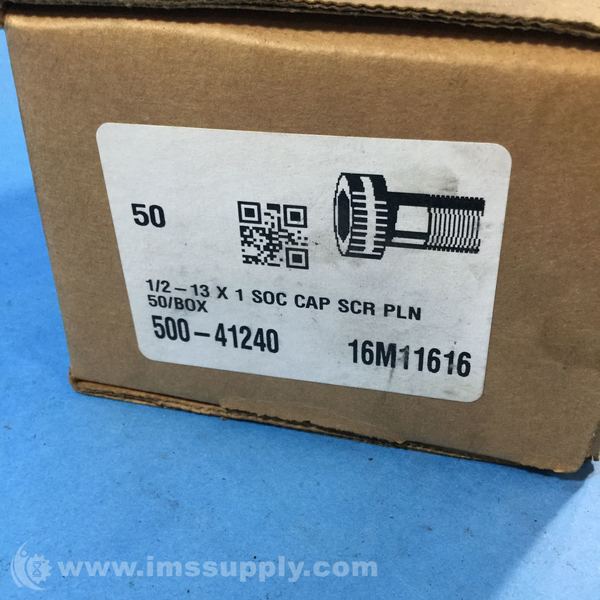 50
1/2-13 X 1 SOC CAP SCR PLN
50/BOX
500-41240 16M11616
www.imssupply.com